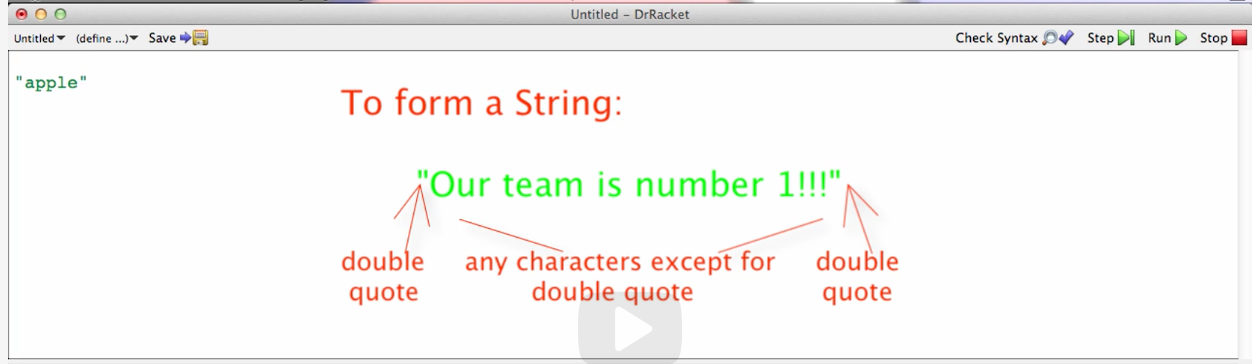 Untitled – DrRacket
Untitled (define ...) Save Check Syntax Step Run Stop
"apple"
To form a String:
"Our team is number 1!!!"
double any characters except for double
quote double quote quote